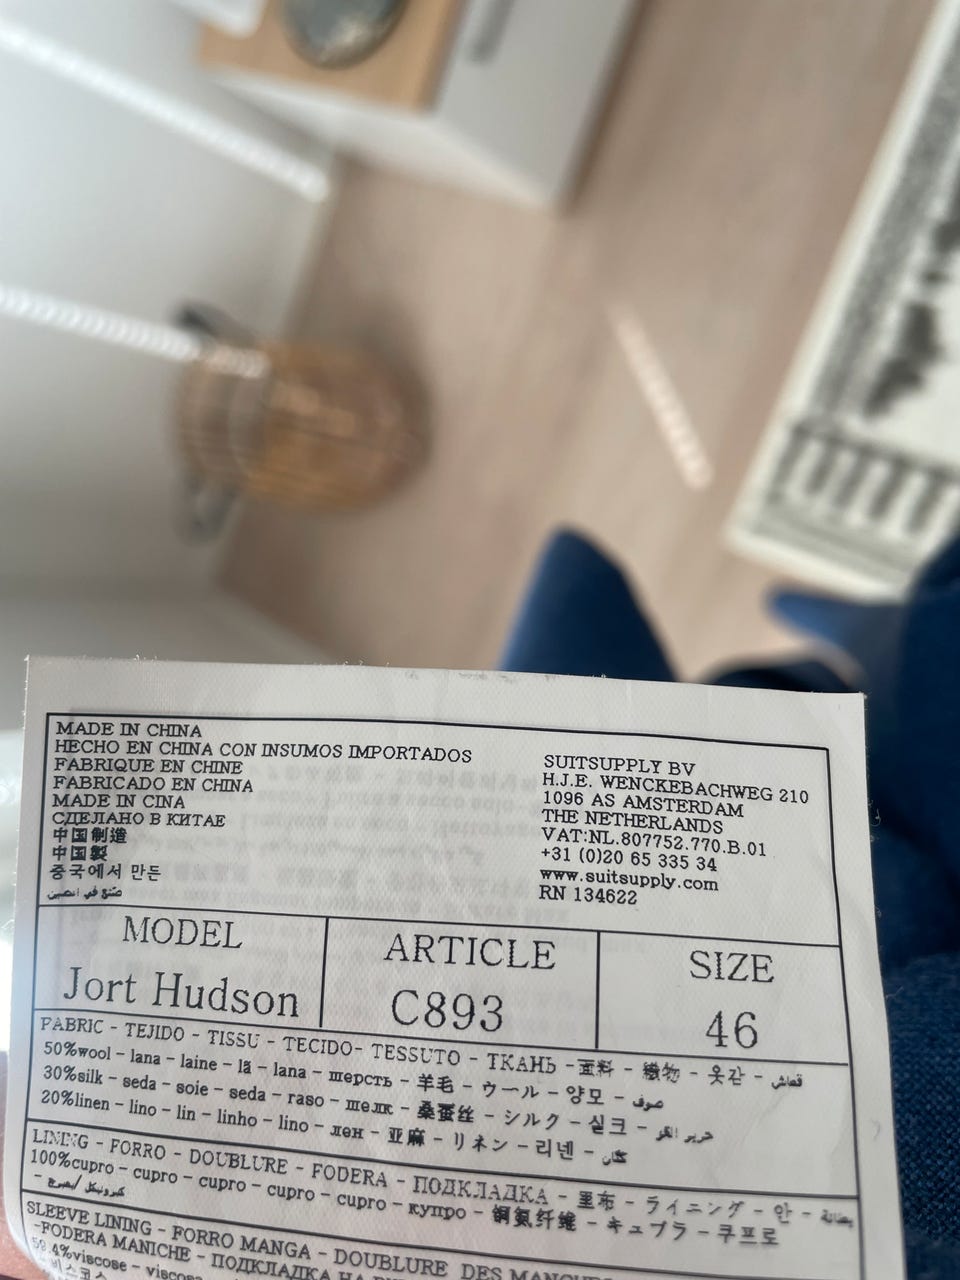 MADE IN CHINA
HECHO EN CHINA CON INSUMOS IMPORTADOS
FABRIQUE EN CHINE
FABRICADO EN CHINA
MADE IN CINA
СДЕЛАНО В КИТАЕ
中国制造
中国製
중국에서 만든
صنع في الصين
SUITSUPPLY BV
H.J.E. WENCKEBACHWEG 210
1096 AS AMSTERDAM
THE NETHERLANDS
VAT:NL.807752.770.B.01
+31 (0)20 65 335 34
www.suitsupply.com
RN 134622
MODEL
Jort Hudson
ARTICLE
C893
SIZE
46
FABRIC - TEJIDO - TISSU - TECIDO- TESSUTO - ТКАНЬ -面料 - 織物 - 옷감 - قماش
50%wool - lana - laine - lã - lana - шерсть - 羊毛 - ウール - 양모 - صوف
30%silk - seda - soie - seda - raso - шелк - 桑蚕丝 - シルク - 실크 - حرير
20%linen - lino - lin - linho - lino - лен - 亚麻 - リネン - 리넨 - كتان
LINING - FORRO - DOUBLURE - FODERA - ПОДКЛАДКА - 里布 - ライニング - 안 - بطانة
100%cupro - cupro - cupro - cupro - cupro - купро - 铜氨纤维 - キュプラ - 쿠프로
SLEEVE LINING - FORRO MANGA - DOUBLURE DES
-FODERA MANICHE - ПОДКЛАДКА
viscose -